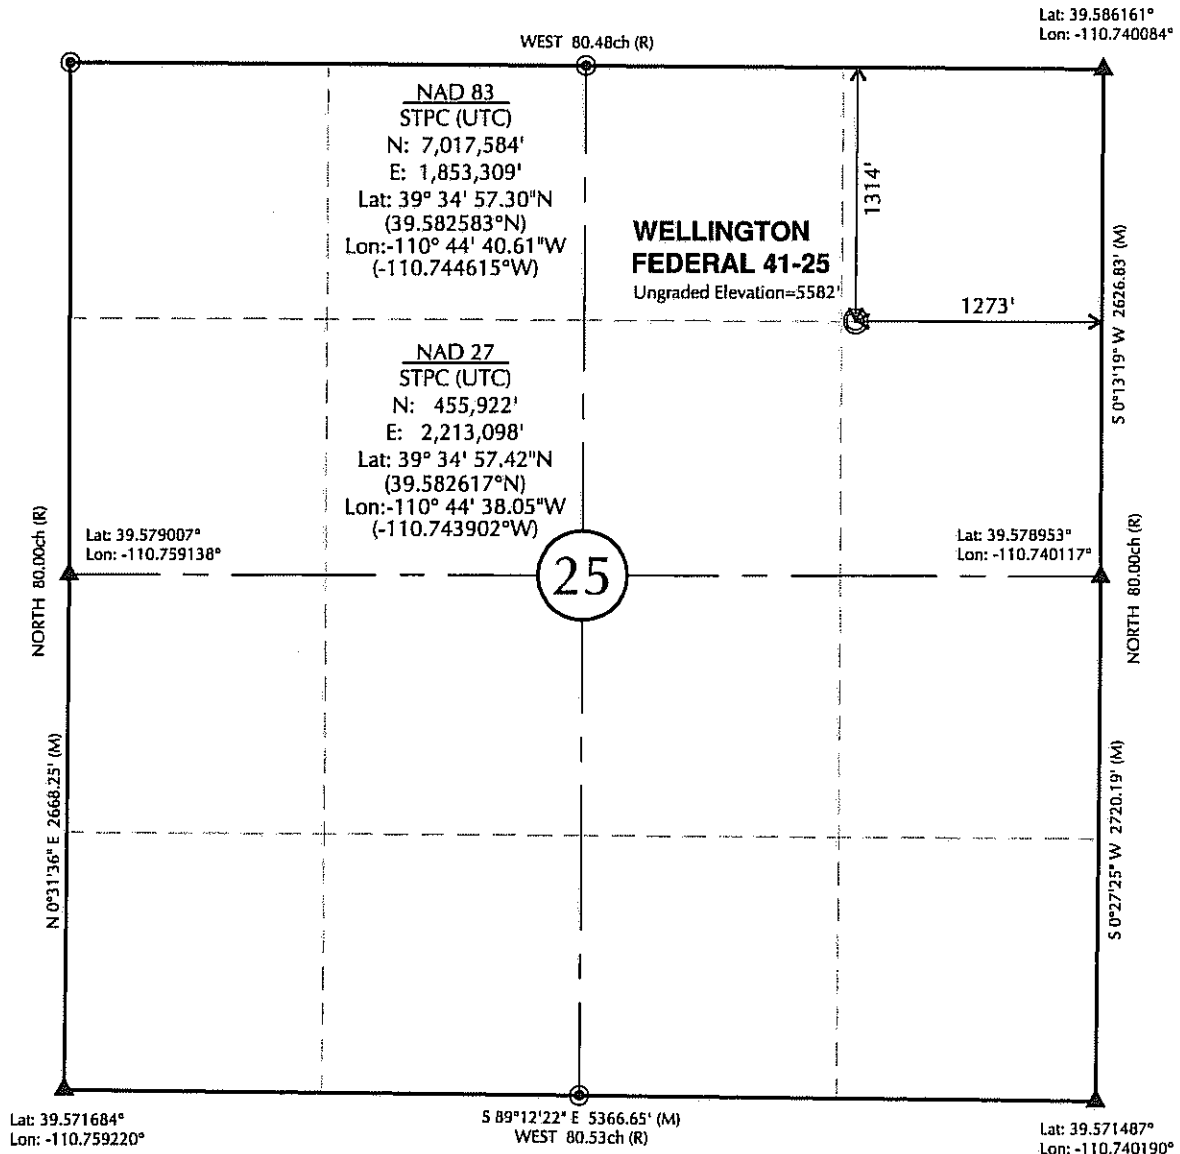 Lat: 39.586161°
Lon: -110.740084°
WEST 80.48ch (R)
NAD 83
STPC (UTC)
N: 7,017,584'
E: 1,853,309'
Lat: 39° 34' 57.30"N
(39.582583°N)
Lon:-110° 44' 40.61"W
(-110.744615°W)
1314'
WELLINGTON
FEDERAL 41-25
Ungraded Elevation=5582'
1273'
S 0°13'19" W 2626.83' (M)
NAD 27
STPC (UTC)
N: 455,922'
E: 2,213,098'
Lat: 39° 34' 57.42"N
(39.582617°N)
Lon:-110° 44' 38.05"W
(-110.743902°W)
NORTH 80.00ch (R)
Lat: 39.579007°
Lon: -110.759138°
25
Lat: 39.578953°
Lon: -110.740117°
NORTH 80.00ch (R)
N 0°31'36" E 2668.25' (M)
S 0°27'25" W 2720.19' (M)
Lat: 39.571684°
Lon: -110.759220°
S 89°12'22" E 5366.65' (M)
WEST 80.53ch (R)
Lat: 39.571487°
Lon: -110.740190°